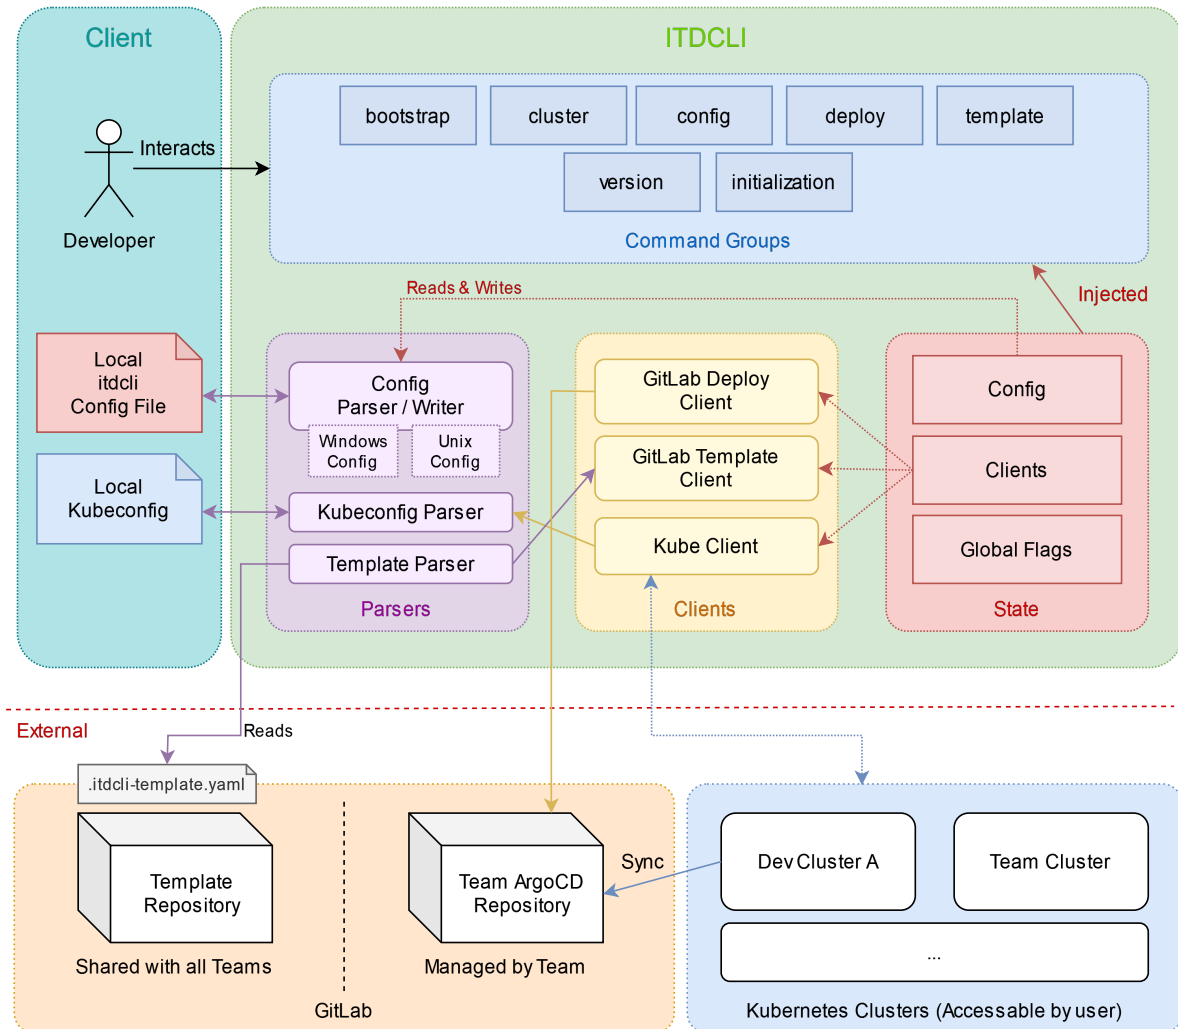 Client
ITDCLI
bootstrap
cluster
config
deploy
template
version
initialization
Command Groups
Interacts
Developer
Reads & Writes
Injected
Local
itdcli
Config File
Local
Kubeconfig
Config
Parser / Writer
Windows
Config
Unix
Config
Kubeconfig Parser
Template Parser
Parsers
GitLab Deploy
Client
GitLab Template
Client
Kube Client
Clients
Config
Clients
Global Flags
State
External
Reads
.itdcli-template.yaml
Template
Repository
Shared with all Teams
Team ArgoCD
Repository
Managed by Team
GitLab
Sync
Dev Cluster A
Team Cluster
...
Kubernetes Clusters (Accessable by user)